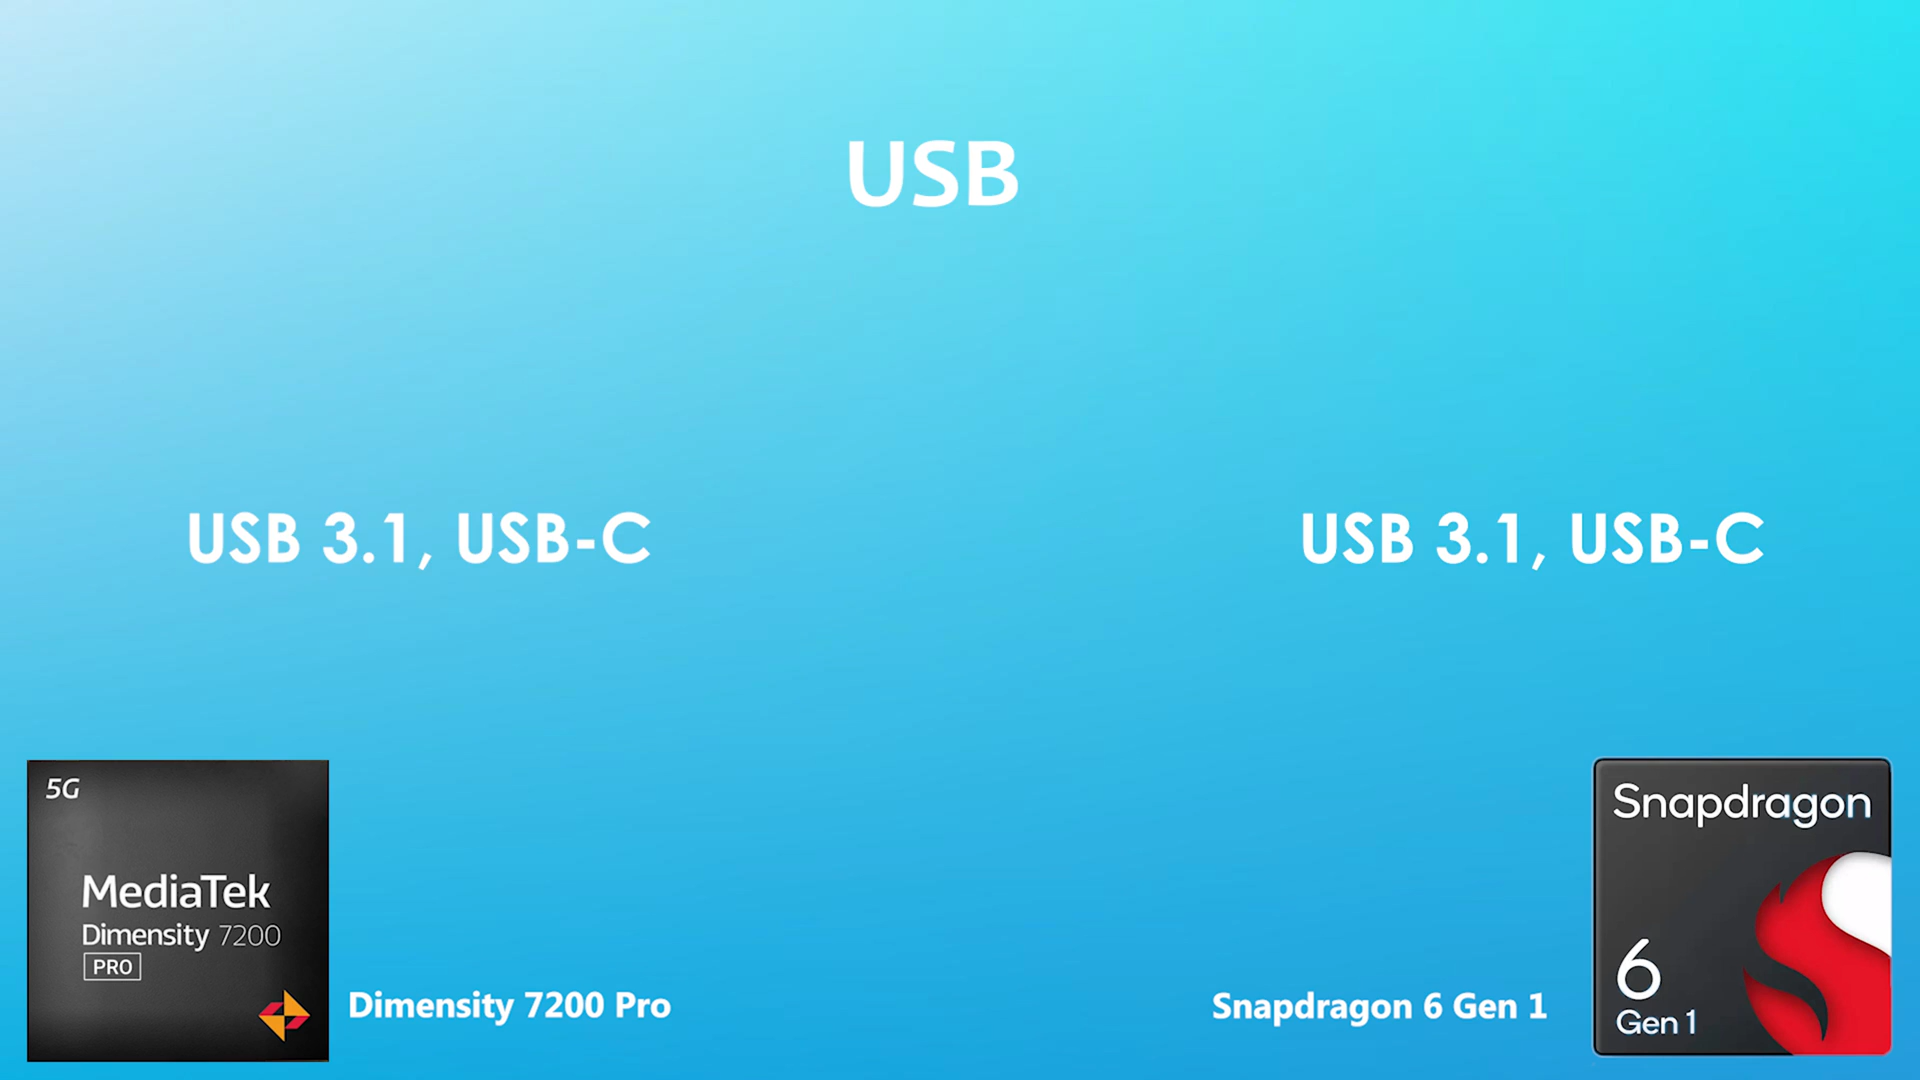 USB
USB 3.1, USB-C
USB 3.1, USB-C
5G
MediaTek
Dimensity 7200
PRO
Dimensity 7200 Pro
Snapdragon 6 Gen 1
Snapdragon
6
Gen 1